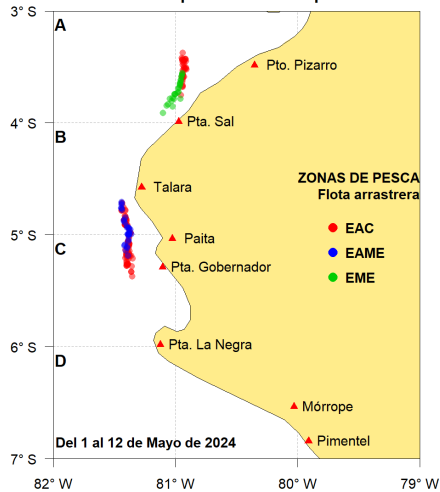 3° S
A
Pto. Pizarro
4° S
Pta. Sal
B
ZONAS DE PESCA
Talara
Flota arrastrera
EAC
5° S
Paita
C
EAME
Pta. Gobernador
EME
6° S
Pta. La Negra
D
Mórrope
Del 1 al 12 de Mayo de 2024
Pimentel
7° S
82° W
81° W
80° W
79° W